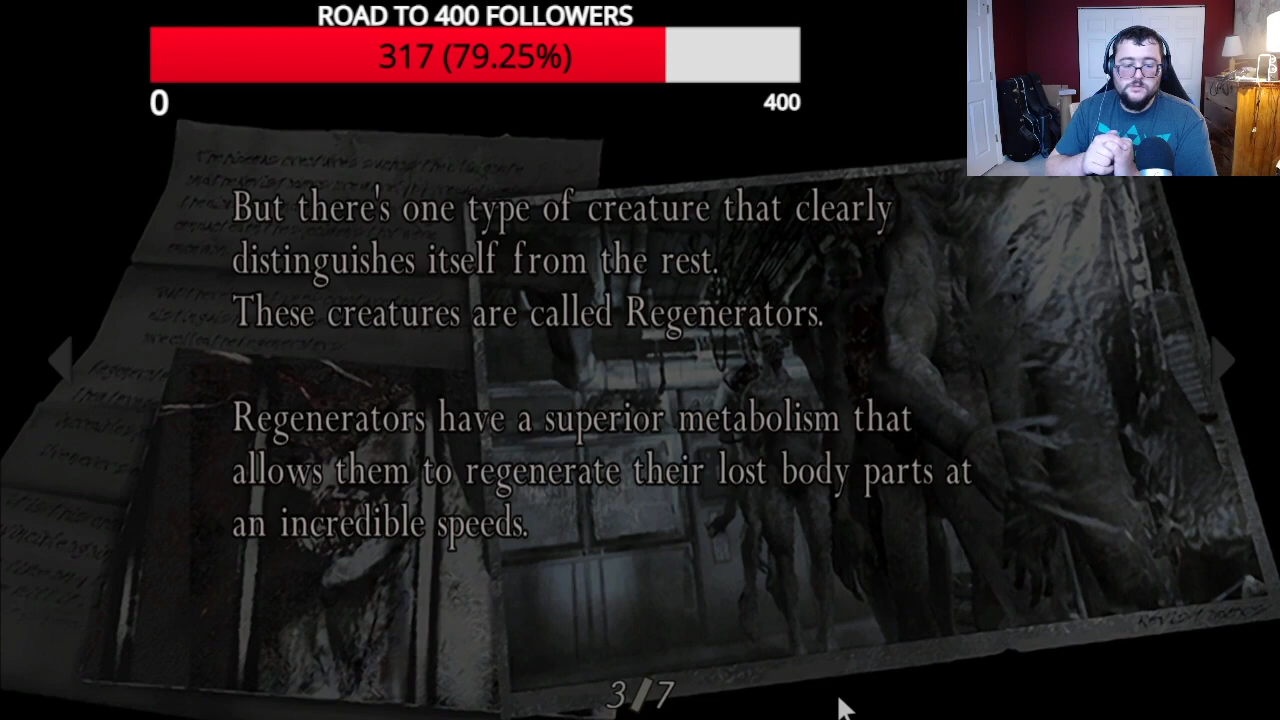 ROAD TO 400 FOLLOWERS
317 (79.25%)
0
400
But there's one type of creature that clearly
distinguishes itself from the rest.
These creatures are called Regenerators.
Regenerators have a superior metabolism that
allows them to regenerate their lost body parts at
an incredible speeds.
3/7